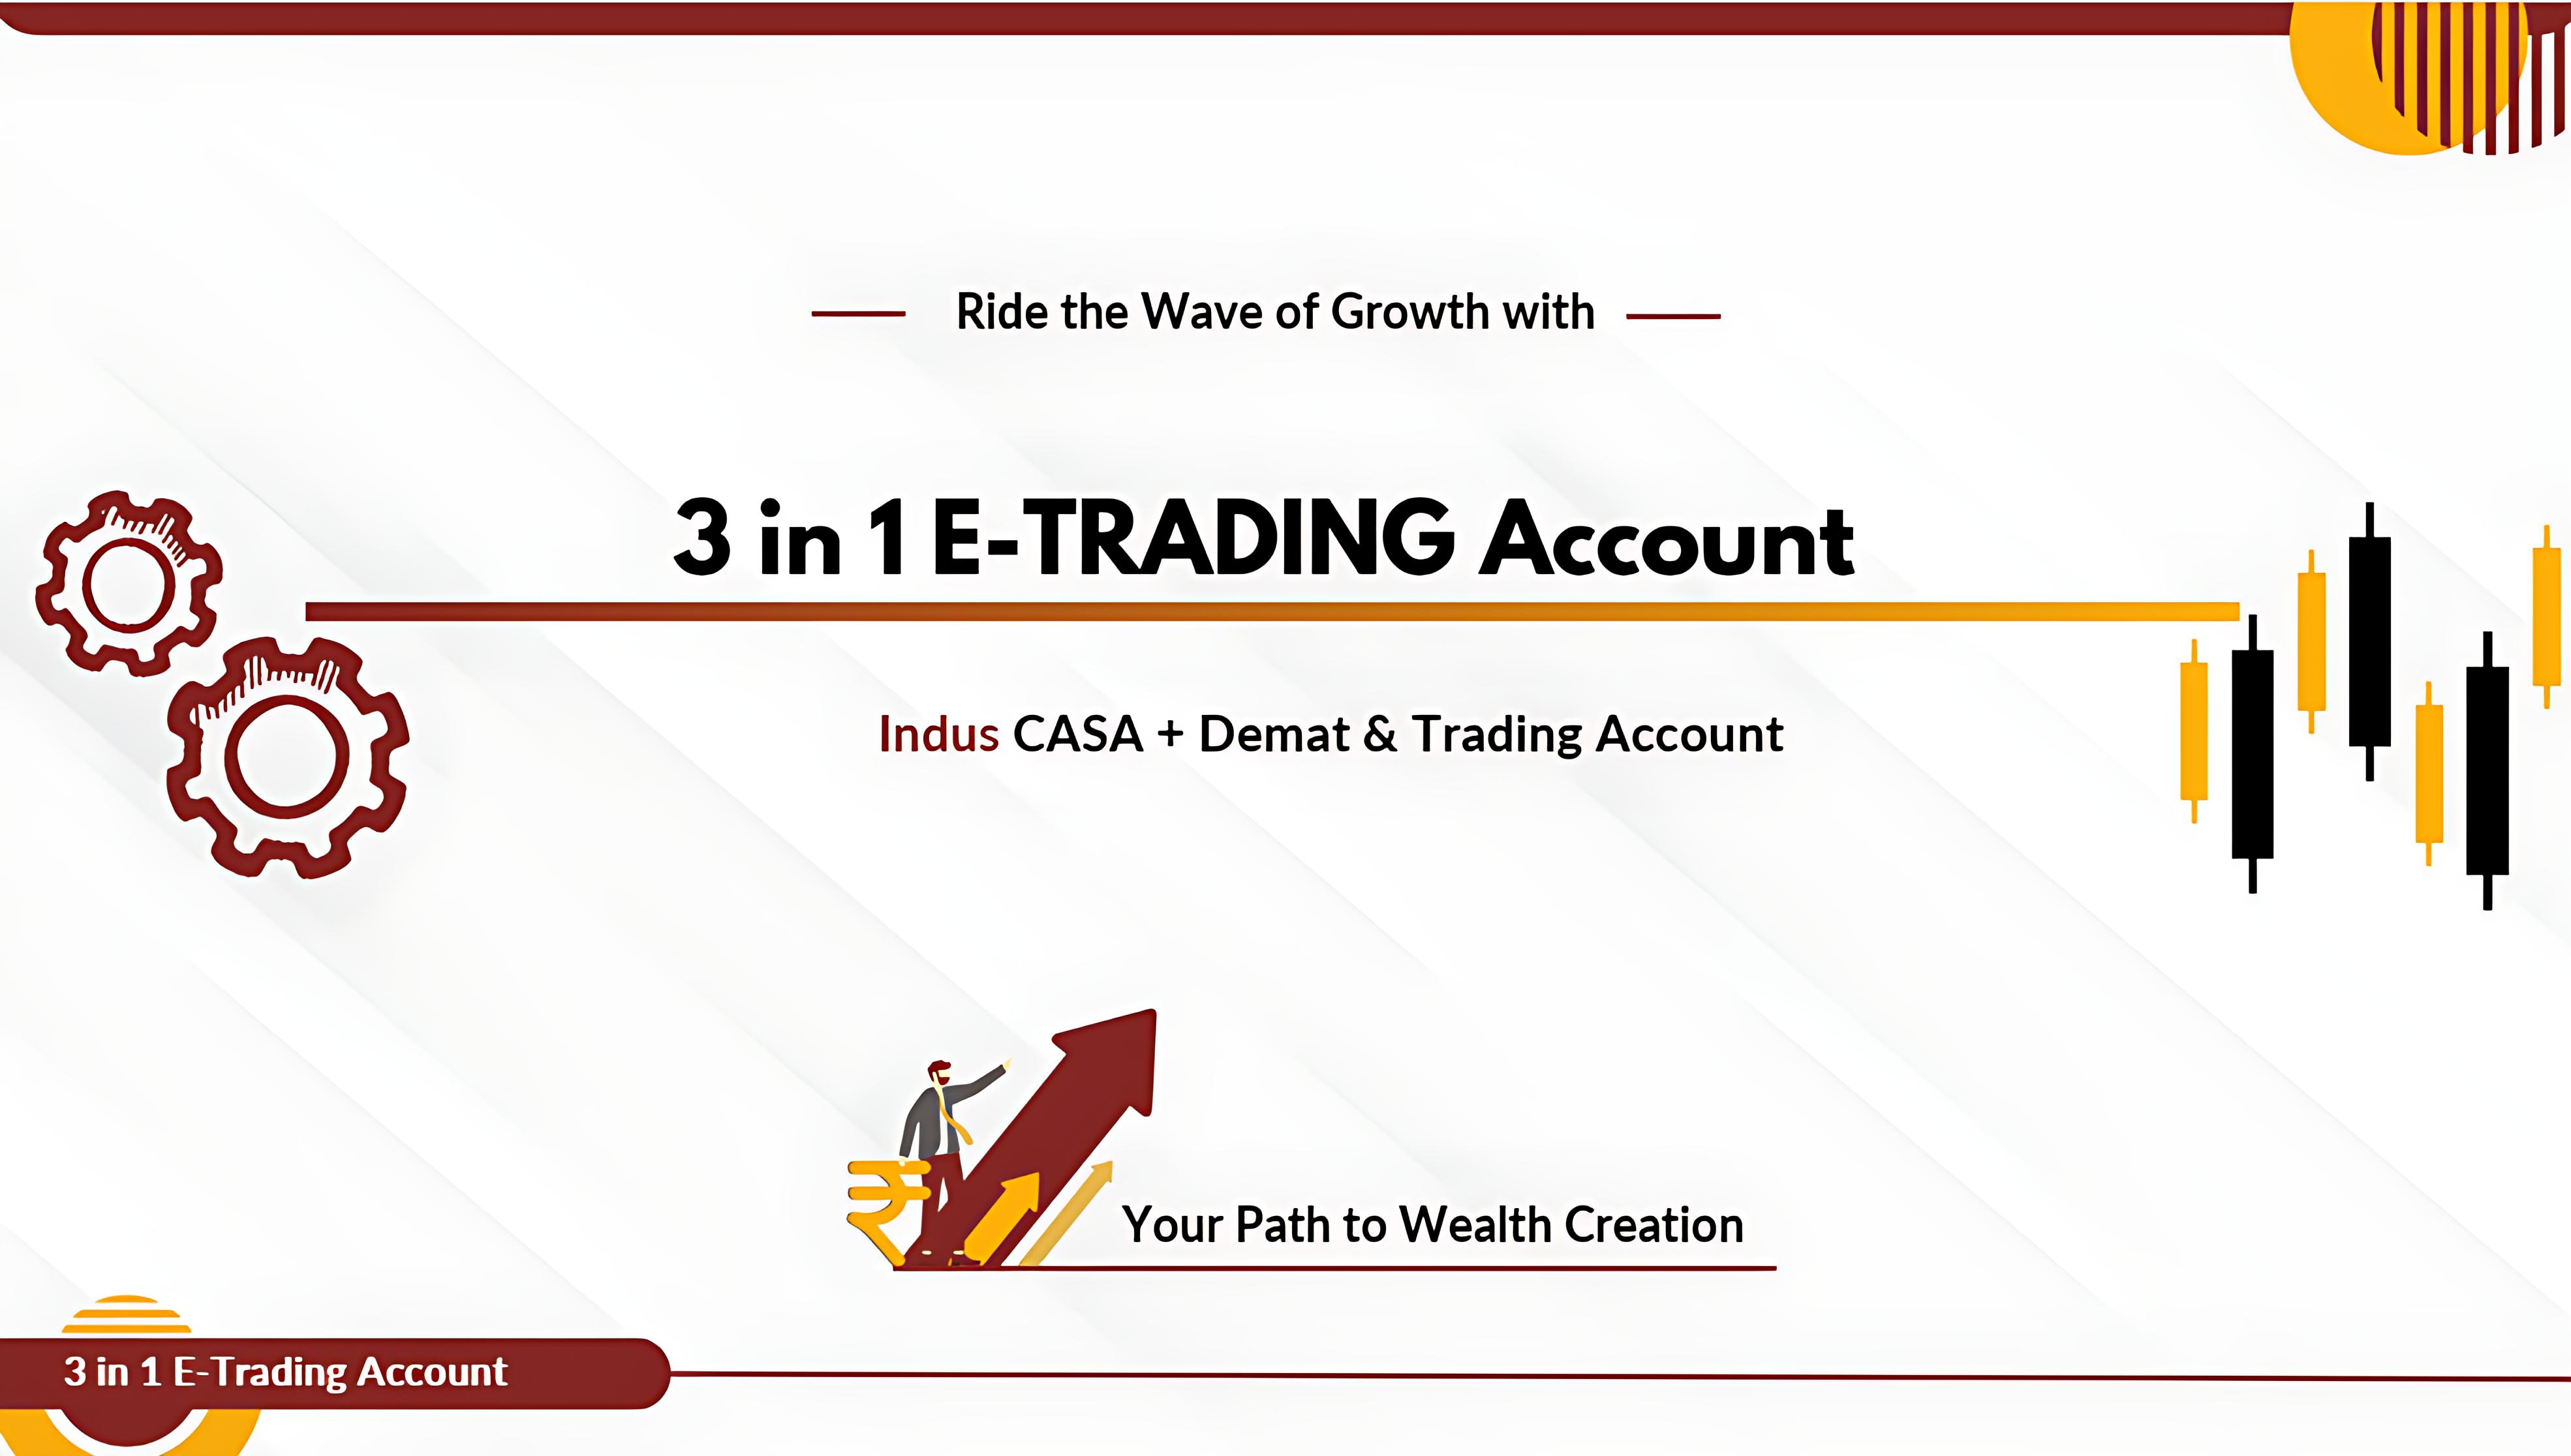 Ride the Wave of Growth with
3 in 1 E-TRADING Account
Indus CASA + Demat & Trading Account
₹
Your Path to Wealth Creation
3 in 1 E-Trading Account